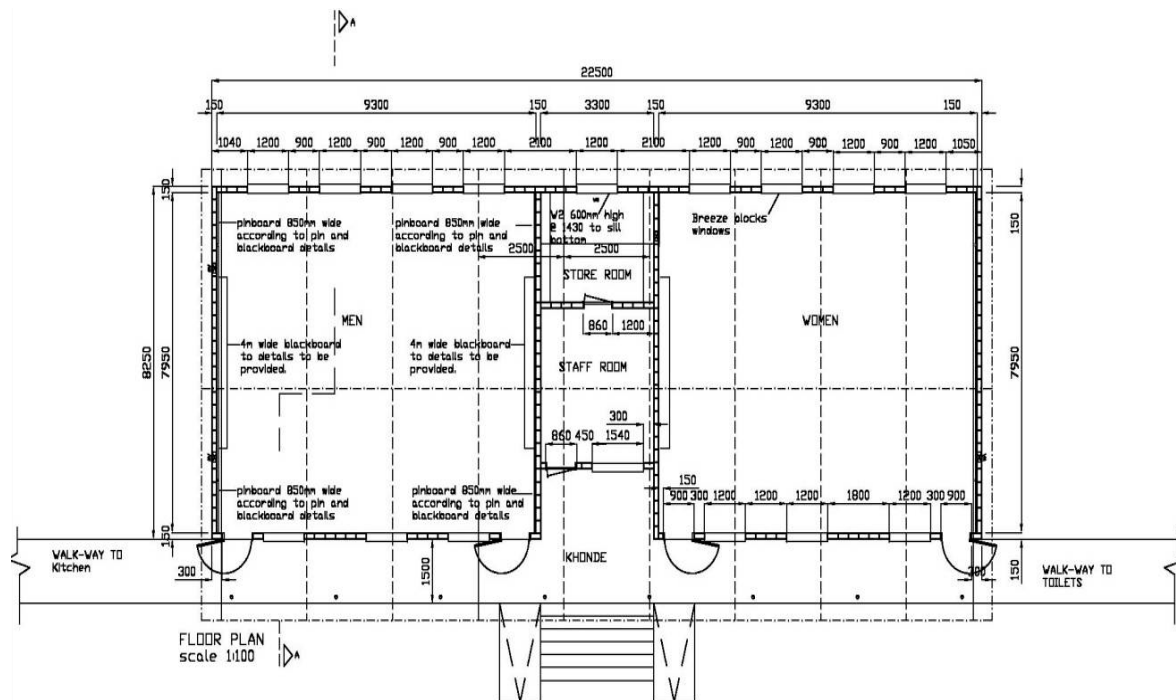 A
22500
150 9300 150 3300 150 9300 150
1040 1200 900 1200 900 1200 900 1200 2100 1200 2100 1200 900 1200 900 1200 900 1200 1050
150
150
8250
7950
150
7950
150
pinboard 850mm wide
according to pin and
blackboard details
pinboard 850mm wide
according to pin and
blackboard details
W2 600mm high
@ 1430 to sill
bottom
Breeze blocks
windows
2500 2500
STORE ROOM
MEN
WOMEN
860 1200
4m wide blackboard
to details to be
provided.
4m wide blackboard
to details to be
provided.
STAFF ROOM
300
860 450 1540
pinboard 850mm wide
according to pin and
blackboard details
pinboard 850mm wide
according to pin and
blackboard details
150
900 300 1200 1200 1200 1800 1200 300 900
WALK-WAY TO
Kitchen
300
1500
KHONDE
300
WALK-WAY TO
TOILETS
FLOOR PLAN
scale 1:100
A